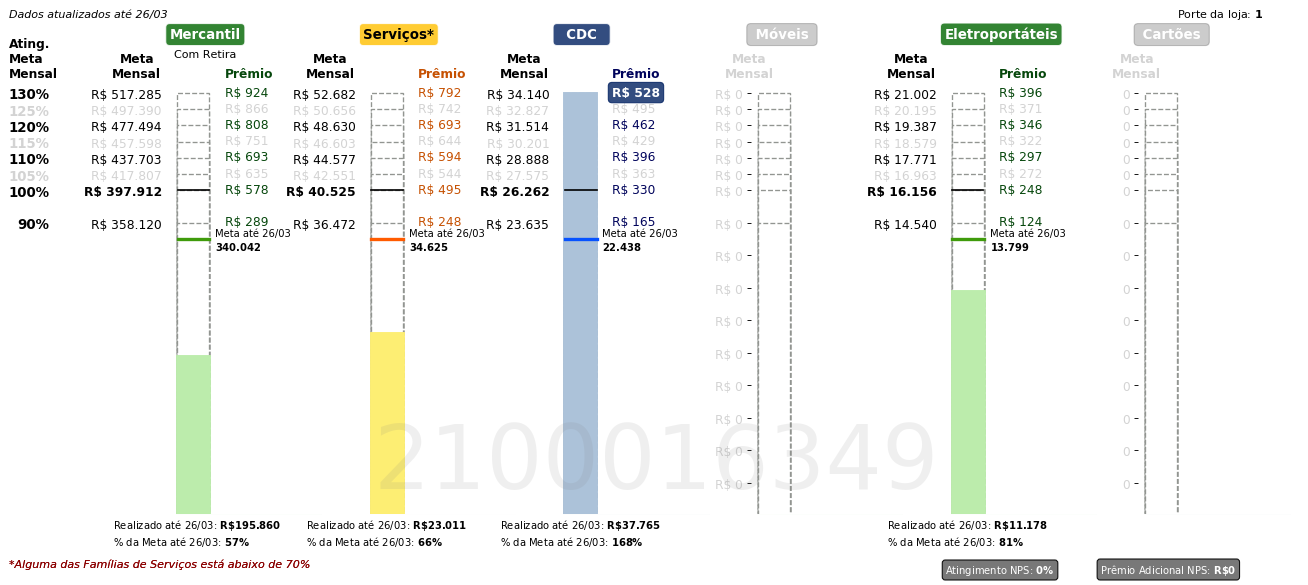 Dados atualizados até 26/03
Porte da loja: 1
Mercantil Serviços* CDC Móveis Eletroportáteis Cartões
Ating. Meta Mensal
Com Retira
Meta Mensal Prêmio Meta Mensal Prêmio Meta Mensal Prêmio Meta Mensal Meta Mensal Prêmio Meta Mensal
130% R$ 517.285 R$ 924 R$ 52.682 R$ 792 R$ 34.140 R$ 528 R$ 0 R$ 21.002 R$ 396 0
125% R$ 497.390 R$ 866 R$ 50.656 R$ 742 R$ 32.827 R$ 495 R$ 0 R$ 20.195 R$ 371 0
120% R$ 477.494 R$ 808 R$ 48.630 R$ 693 R$ 31.514 R$ 462 R$ 0 R$ 19.387 R$ 346 0
115% R$ 457.598 R$ 751 R$ 46.603 R$ 644 R$ 30.201 R$ 429 R$ 0 R$ 18.579 R$ 322 0
110% R$ 437.703 R$ 693 R$ 44.577 R$ 594 R$ 28.888 R$ 396 R$ 0 R$ 17.771 R$ 297 0
105% R$ 417.807 R$ 635 R$ 42.551 R$ 544 R$ 27.575 R$ 363 R$ 0 R$ 16.963 R$ 272 0
100% R$ 397.912 R$ 578 R$ 40.525 R$ 495 R$ 26.262 R$ 330 R$ 0 R$ 16.156 R$ 248 0
90% R$ 358.120 R$ 289 R$ 36.472 R$ 248 R$ 23.635 R$ 165 R$ 0 R$ 14.540 R$ 124 0
Meta até 26/03 Meta até 26/03 Meta até 26/03 Meta até 26/03
340.042 34.625 22.438 13.799
R$ 0 0
R$ 0 0
R$ 0 0
R$ 0 0
R$ 0 0
R$ 0 0
R$ 0 0
R$ 0 0
2100016349
Realizado até 26/03: R$195.860 Realizado até 26/03: R$23.011 Realizado até 26/03: R$37.765 Realizado até 26/03: R$11.178
% da Meta até 26/03: 57% % da Meta até 26/03: 66% % da Meta até 26/03: 168% % da Meta até 26/03: 81%
*Alguma das Famílias de Serviços está abaixo de 70%
Atingimento NPS: 0% Prêmio Adicional NPS: R$0